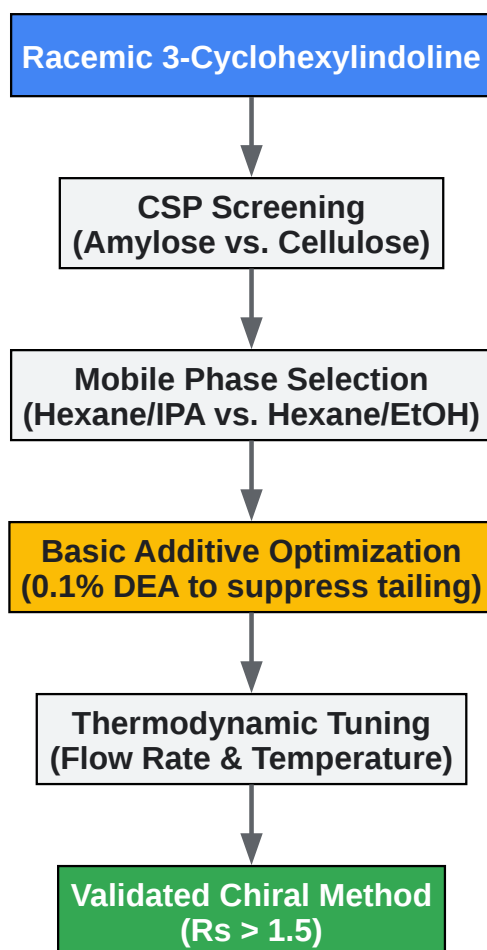 Racemic 3-Cyclohexylindoline
CSP Screening
(Amylose vs. Cellulose)
Mobile Phase Selection
(Hexane/IPA vs. Hexane/EtOH)
Basic Additive Optimization
(0.1% DEA to suppress tailing)
Thermodynamic Tuning
(Flow Rate & Temperature)
Validated Chiral Method
(Rs > 1.5)